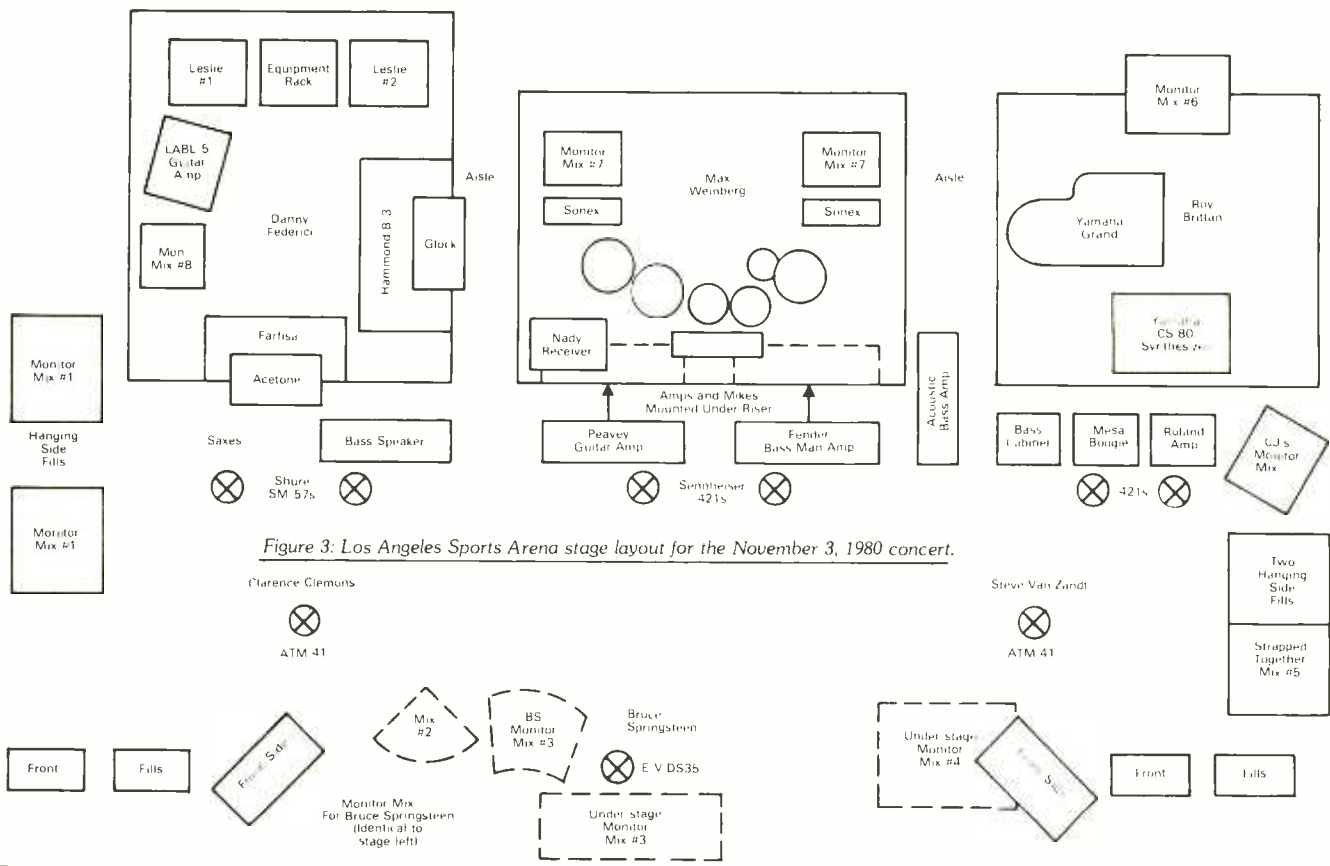 Leslie
#1
Equipment
Rack
Leslie
#2
LABL 5
Guitar
Amp
Mon
Mix #8
Danny
Federici
Hammond B 3
Glock
Farfisa
Acetone
Aisle
Monitor
Mix #7
Sonex
Max
Weinberg
Monitor
Mix #7
Sonex
Nady
Receiver
Amps and Mikes
Mounted Under Riser
Aisle
Monitor
Mix #6
Yamaha
Grand
Roy
Brittan
Yamaha
CS 80
Synthesizer
Monitor
Mix #1
Hanging
Side
Fills
Monitor
Mix #1
Saxes
Bass Speaker
Shure
SM 57s
Peavey
Guitar Amp
Fender
Bass Man Amp
Sennheiser
421s
Acoustic
Bass Amp
Bass
Cabinet
Mesa
Boogie
Ruland
Amp
421s
CJ's
Monitor
Mix
Figure 3: Los Angeles Sports Arena stage layout for the November 3, 1980 concert.
Clarence Clemons
ATM 41
Steve Van Zandt
ATM 41
Two
Hanging
Side
Fills
Strapped
Together
Mix #5
Front
Fills
Front Side
Mix
#2
BS
Monitor
Mix #3
Bruce
Springsteen
E V DS35
Monitor Mix
For Bruce Springsteen
(Identical to
stage left)
Under stage
Monitor
Mix #3
Under stage
Monitor
Mix #4
Front Side
Front
Fills